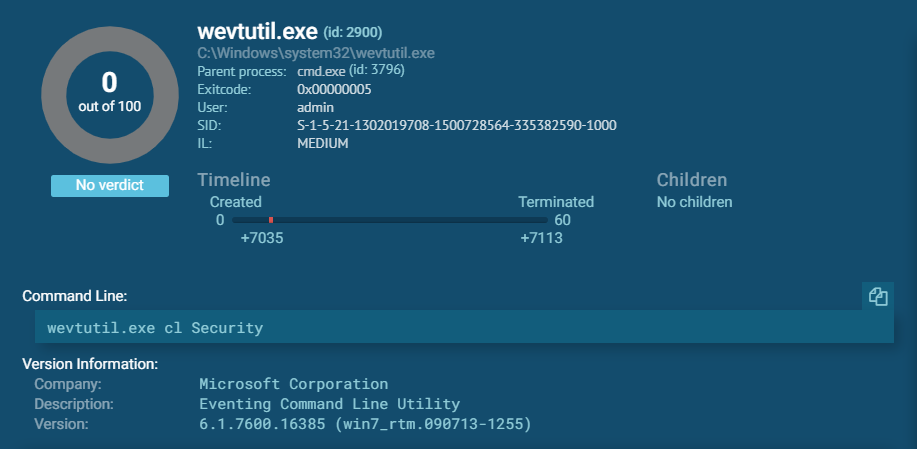 wevtutil.exe (id: 2900)
C:\Windows\system32\wevtutil.exe
Parent process: cmd.exe (id: 3796)
Exitcode: 0x00000005
User: admin
SID: S-1-5-21-1302019708-1500728564-335382590-1000
IL: MEDIUM
0
out of 100
No verdict
Timeline
Created Terminated
0 60
+7035 +7113
Children
No children
Command Line:
wevtutil.exe cl Security
Version Information:
Company: Microsoft Corporation
Description: Eventing Command Line Utility
Version: 6.1.7600.16385 (win7_rtm.090713-1255)